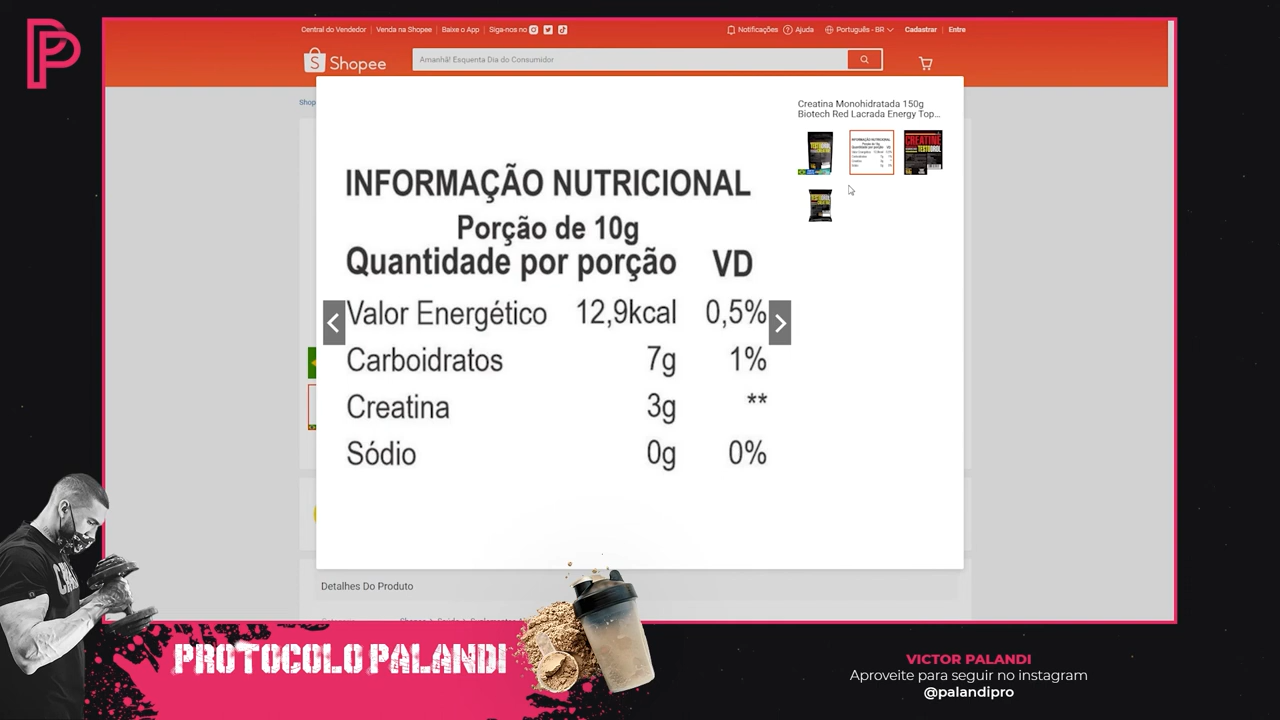 Central do Vendedor | Venda na Shopee | Baixe o App | Siga-nos no
Notificações Ajuda Português - BR Cadastrar | Entre
Shopee
Amanhã! Esquenta Dia do Consumidor
Shop
Creatina Monohidratada 150g
Biotech Red Lacrada Energy Top...
INFORMAÇÃO NUTRICIONAL
Porção de 10g
Quantidade por porção VD
Valor Energético 12,9kcal 0,5%
Carboidratos 7g 1%
Creatina 3g **
Sódio 0g 0%
Detalhes Do Produto
PROTOCOLO PALANDI
VICTOR PALANDI
Aproveite para seguir no instagram
@palandipro